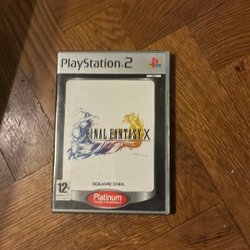 PlayStation 2
FINAL FANTASY X
SQUARE ENIX
12+
Platinum